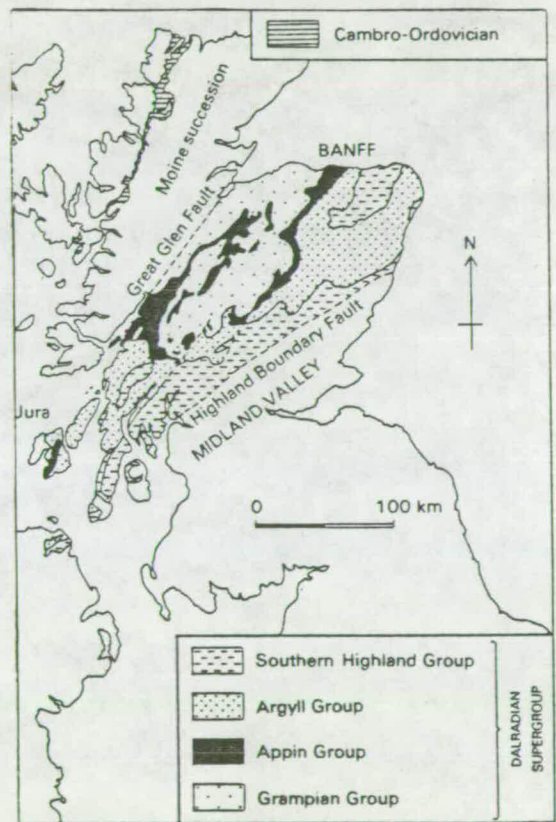 Cambro-Ordovician
BANFF
Moine succession
Great Glen Fault
N
Highland Boundary Fault
MIDLAND VALLEY
Jura
0 100 km
Southern Highland Group
Argyll Group
Appin Group
Grampian Group
DALRADIAN
SUPERGROUP